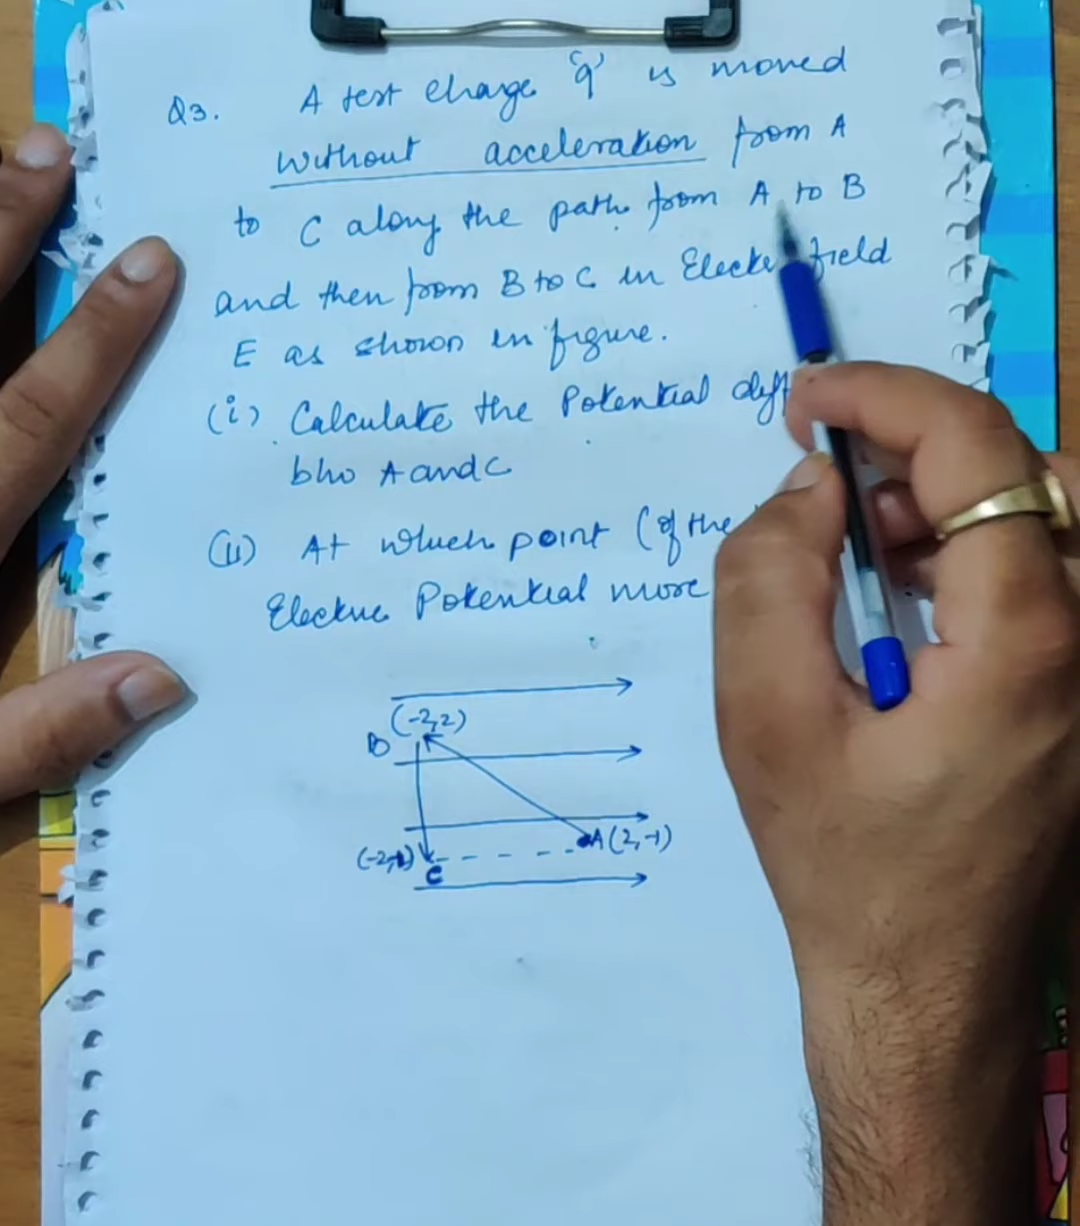 Q3. A test charge 'q' is moved
without acceleration from A
to C along the path from A to B
and then from B to C in Electr field
E as shown in figure.
(i) Calculate the Potential diff
b/w A and C
(ii) At which point (of the
Electric Potential more
(-2,2)
B
A(2,-1)
C